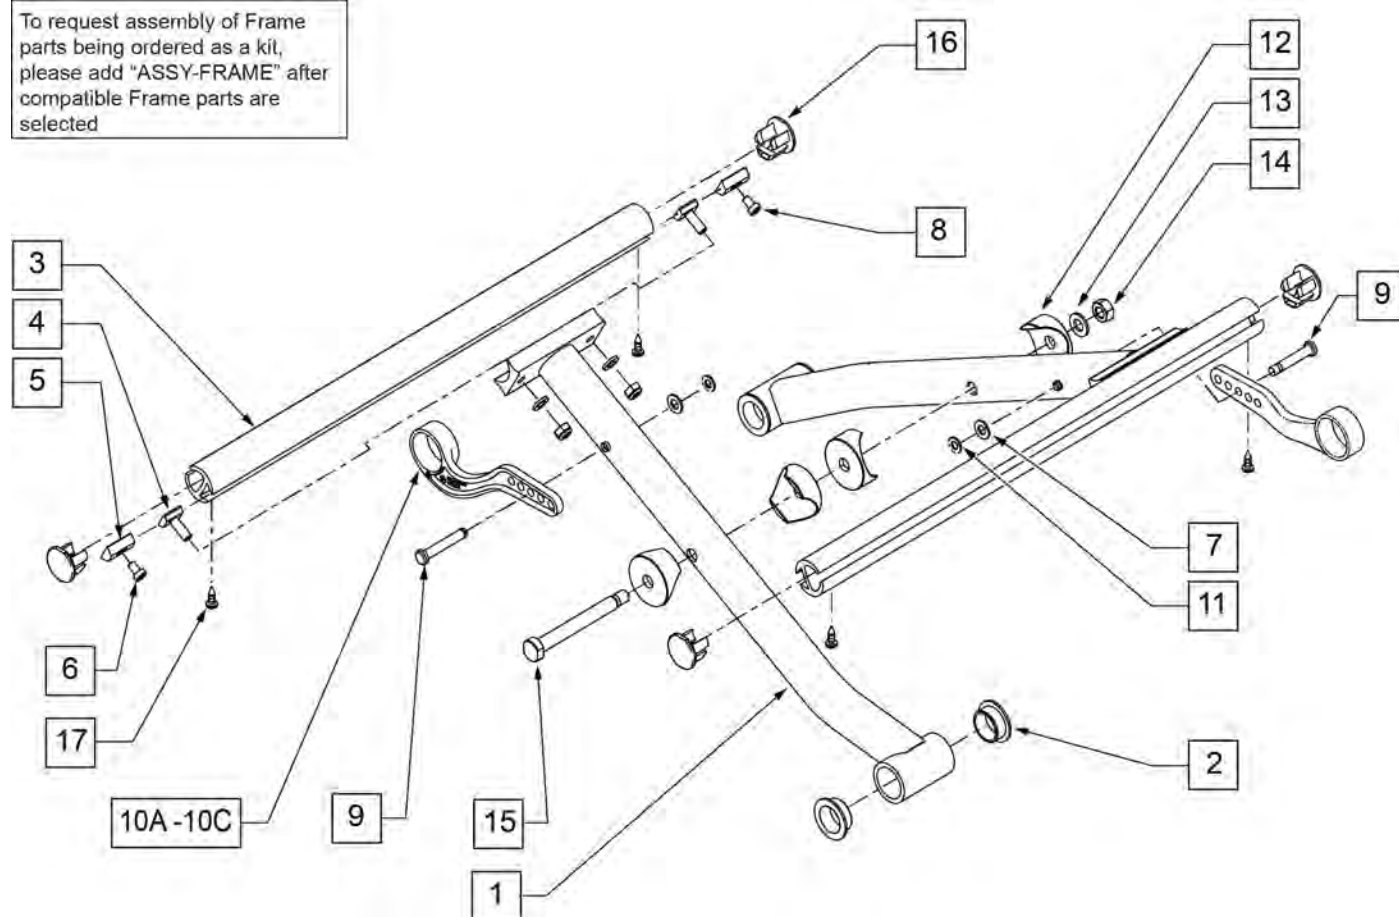 To request assembly of Frame
parts being ordered as a kit,
please add "ASSY-FRAME" after
compatible Frame parts are
selected
16
12
13
14
8
3
9
4
5
7
11
6
17
2
10A -10C
9
15
1